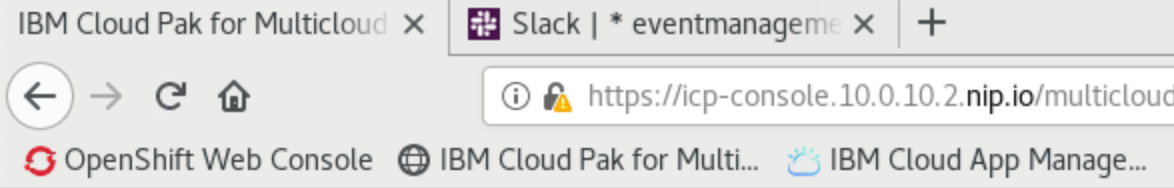 IBM Cloud Pak for Multicloud Slack | * eventmanageme
https://icp-console.10.0.10.2.nip.io/multicloud
OpenShift Web Console IBM Cloud Pak for Multi... IBM Cloud App Manage...